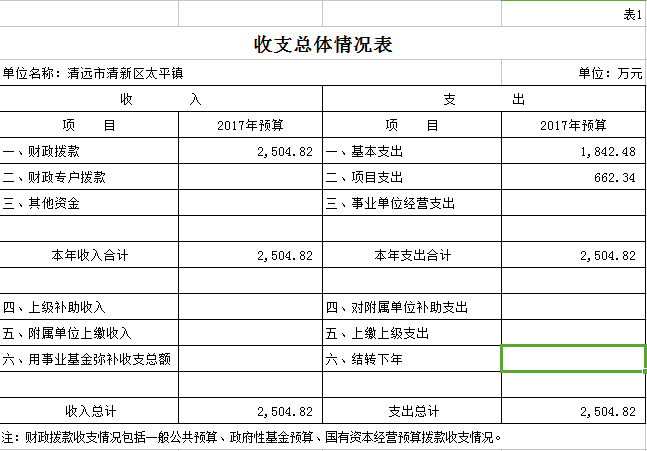 表1
收支总体情况表
单位名称：清远市清新区太平镇 单位：万元
收 入 支 出
项 目 2017年预算 项 目 2017年预算
一、财政拨款 2,504.82 一、基本支出 1,842.48
二、财政专户拨款 二、项目支出 662.34
三、其他资金 三、事业单位经营支出
本年收入合计 2,504.82 本年支出合计 2,504.82
四、上级补助收入 四、对附属单位补助支出
五、附属单位上缴收入 五、上缴上级支出
六、用事业基金弥补收支总额 六、结转下年
收入总计 2,504.82 支出总计 2,504.82
注：财政拨款收支情况包括一般公共预算、政府性基金预算、国有资本经营预算拨款收支情况。